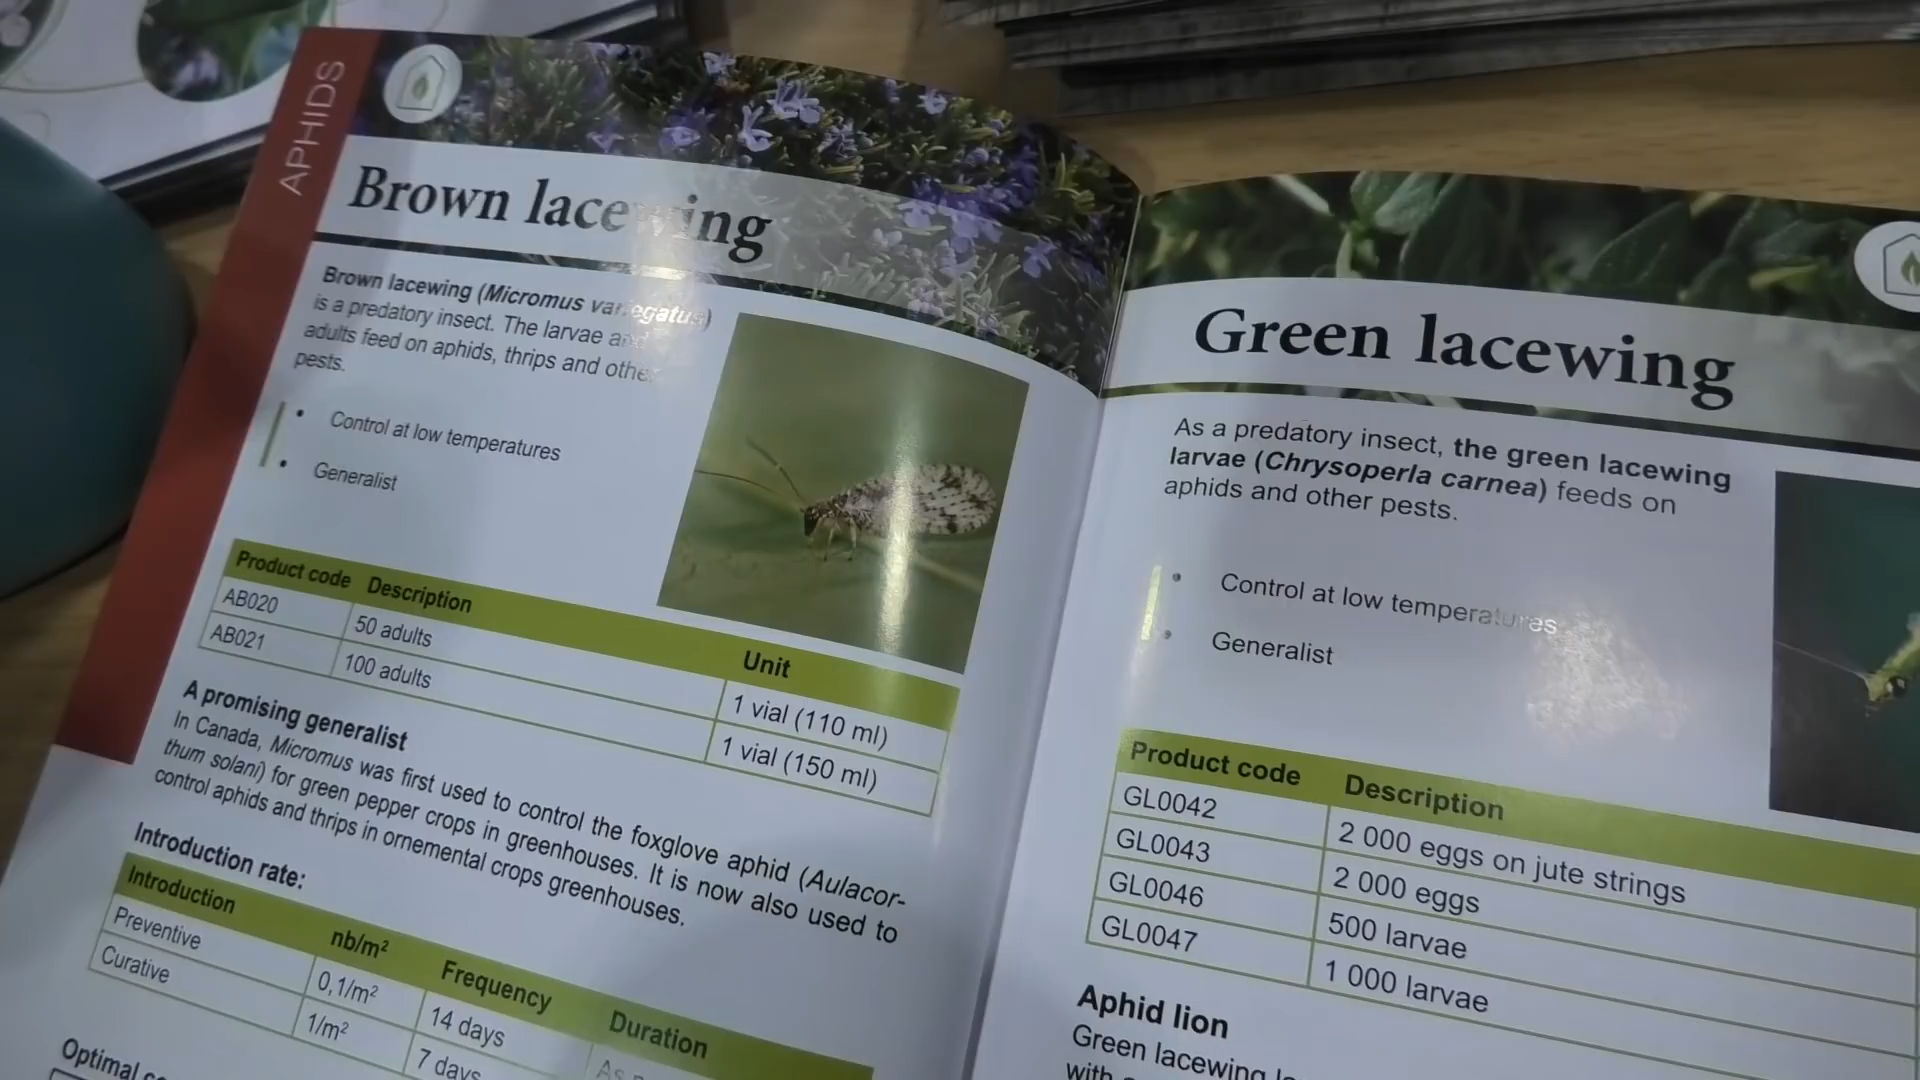 APHIDS
Brown lacewing
Brown lacewing (Micromus variegatus)
is a predatory insect. The larvae and
adults feed on aphids, thrips and other
pests.
• Control at low temperatures
• Generalist
Product code Description Unit
AB020 50 adults 1 vial (110 ml)
AB021 100 adults 1 vial (150 ml)
A promising generalist
In Canada, Micromus was first used to control the foxglove aphid (Aulacor-
thum solani) for green pepper crops in greenhouses. It is now also used to
control aphids and thrips in ornemental crops greenhouses.
Introduction rate:
Introduction nb/m² Frequency Duration
Preventive 0,1/m² 14 days
Curative 1/m² 7 days
Optimal
Green lacewing
As a predatory insect, the green lacewing
larvae (Chrysoperla carnea) feeds on
aphids and other pests.
• Control at low temperatures
• Generalist
Product code Description
GL0042 2 000 eggs on jute strings
GL0043 2 000 eggs
GL0046 500 larvae
GL0047 1 000 larvae
Aphid lion
Green lacewing
with